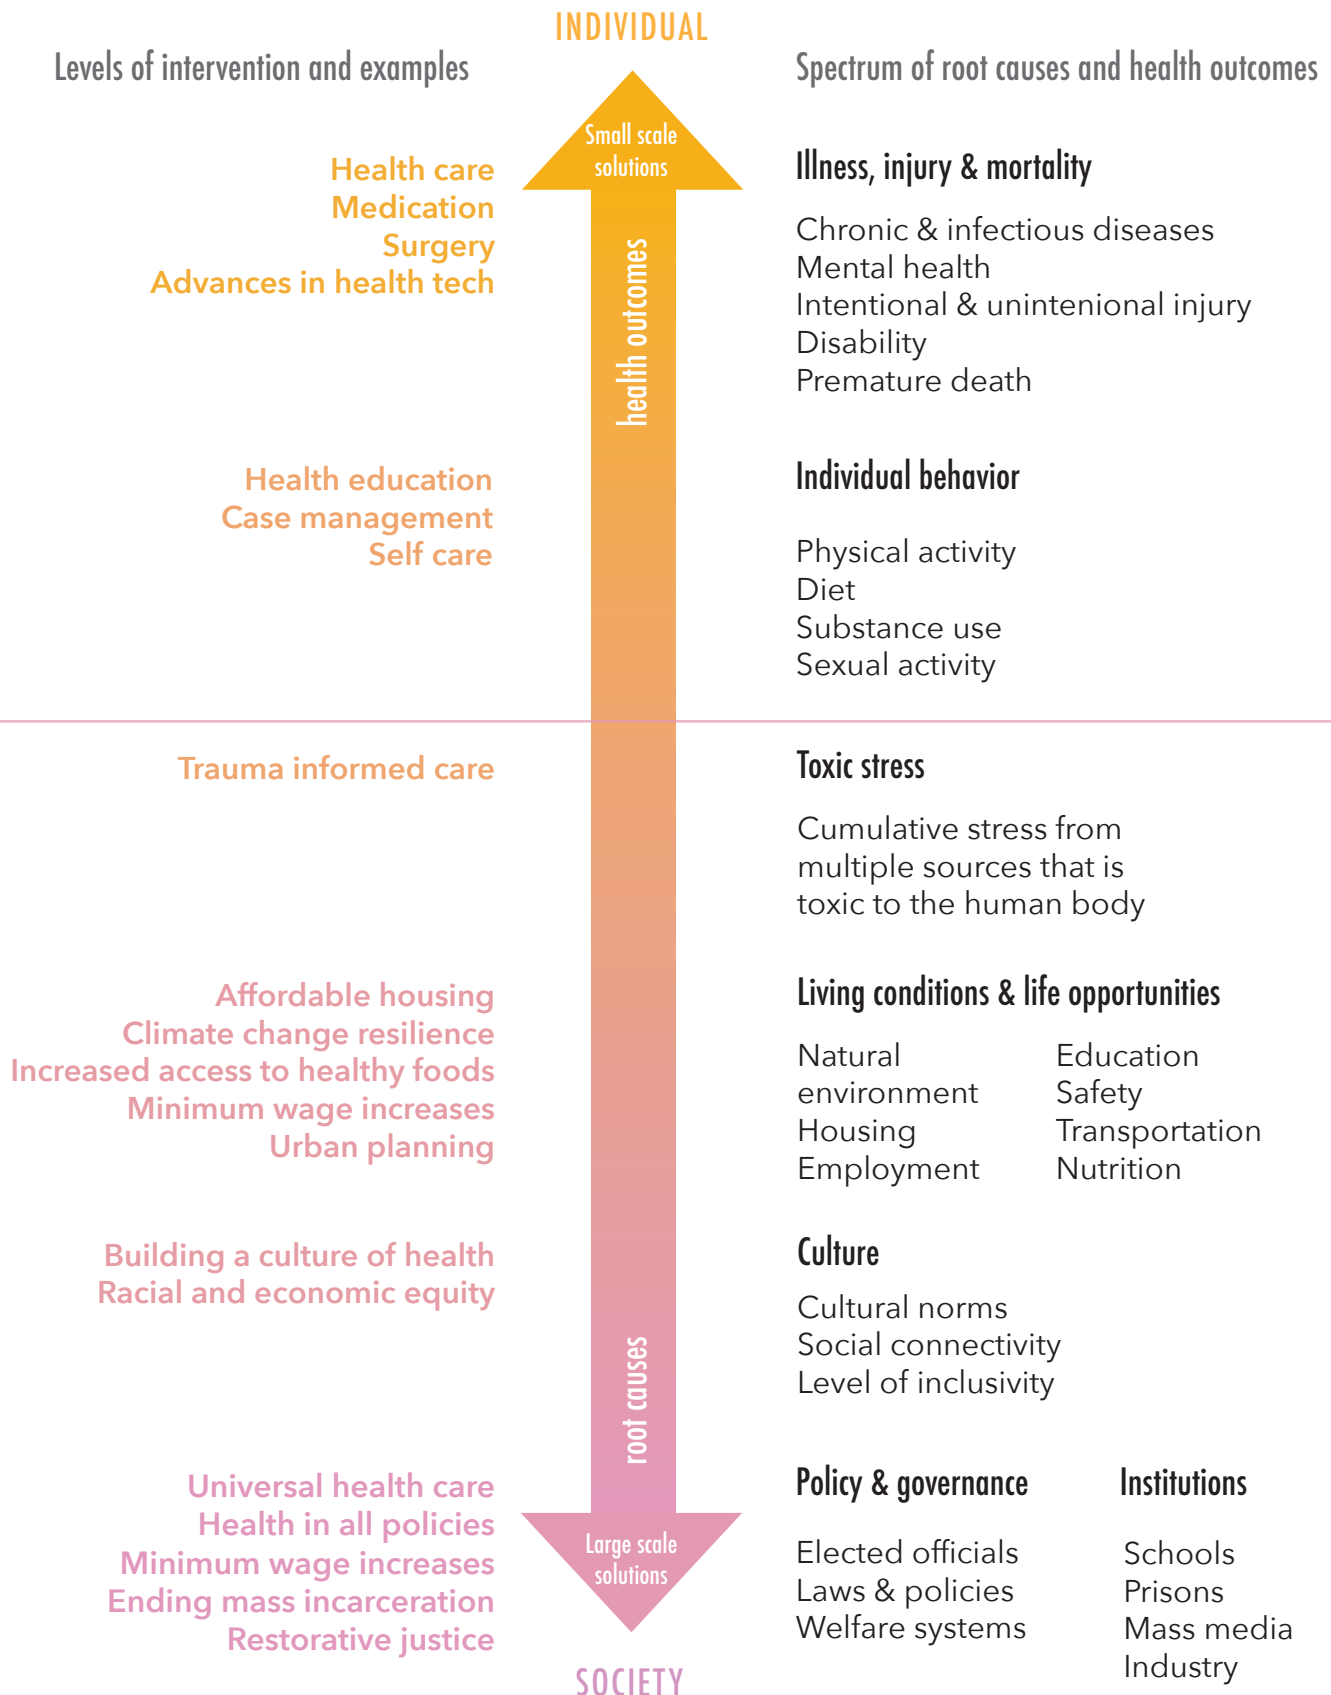 INDIVIDUAL
Levels of intervention and examples
Spectrum of root causes and health outcomes
Small scale
solutions
health outcomes
Health care
Medication
Surgery
Advances in health tech
Illness, injury & mortality
Chronic & infectious diseases
Mental health
Intentional & unintenional injury
Disability
Premature death
Health education
Case management
Self care
Individual behavior
Physical activity
Diet
Substance use
Sexual activity
Trauma informed care
Toxic stress
Cumulative stress from
multiple sources that is
toxic to the human body
Affordable housing
Climate change resilience
Increased access to healthy foods
Minimum wage increases
Urban planning
Living conditions & life opportunities
Natural
environment
Housing
Employment
Education
Safety
Transportation
Nutrition
Building a culture of health
Racial and economic equity
Culture
Cultural norms
Social connectivity
Level of inclusivity
root causes
Universal health care
Health in all policies
Minimum wage increases
Ending mass incarceration
Restorative justice
Large scale
solutions
Policy & governance
Elected officials
Laws & policies
Welfare systems
Institutions
Schools
Prisons
Mass media
Industry
SOCIETY